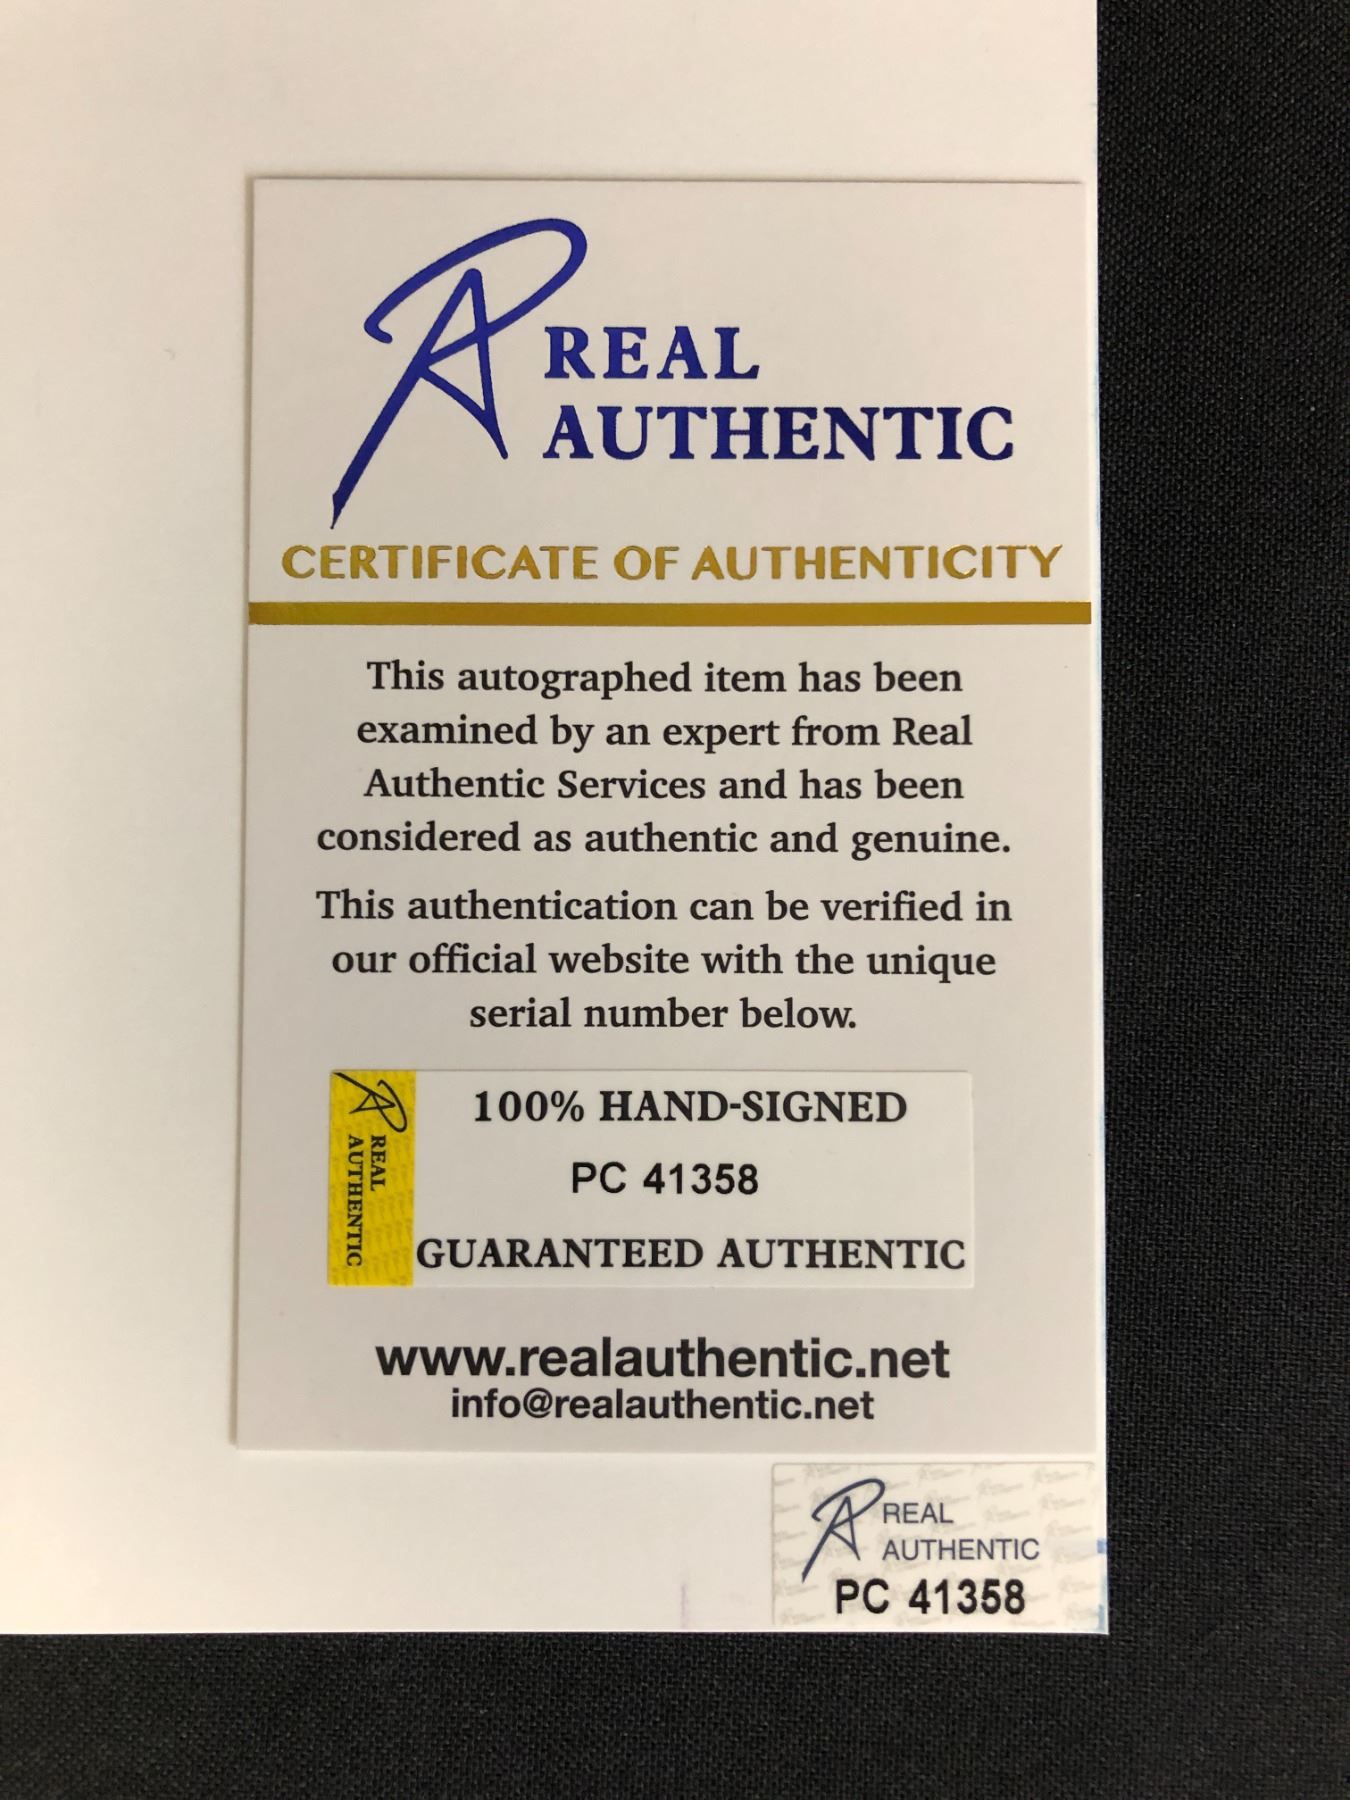 REAL
AUTHENTIC
CERTIFICATE OF AUTHENTICITY
This autographed item has been
examined by an expert from Real
Authentic Services and has been
considered as authentic and genuine.
This authentication can be verified in
our official website with the unique
serial number below.
REAL
AUTHENTIC
100% HAND-SIGNED
PC 41358
GUARANTEED AUTHENTIC
www.realauthentic.net
info@realauthentic.net
REAL
AUTHENTIC
PC 41358